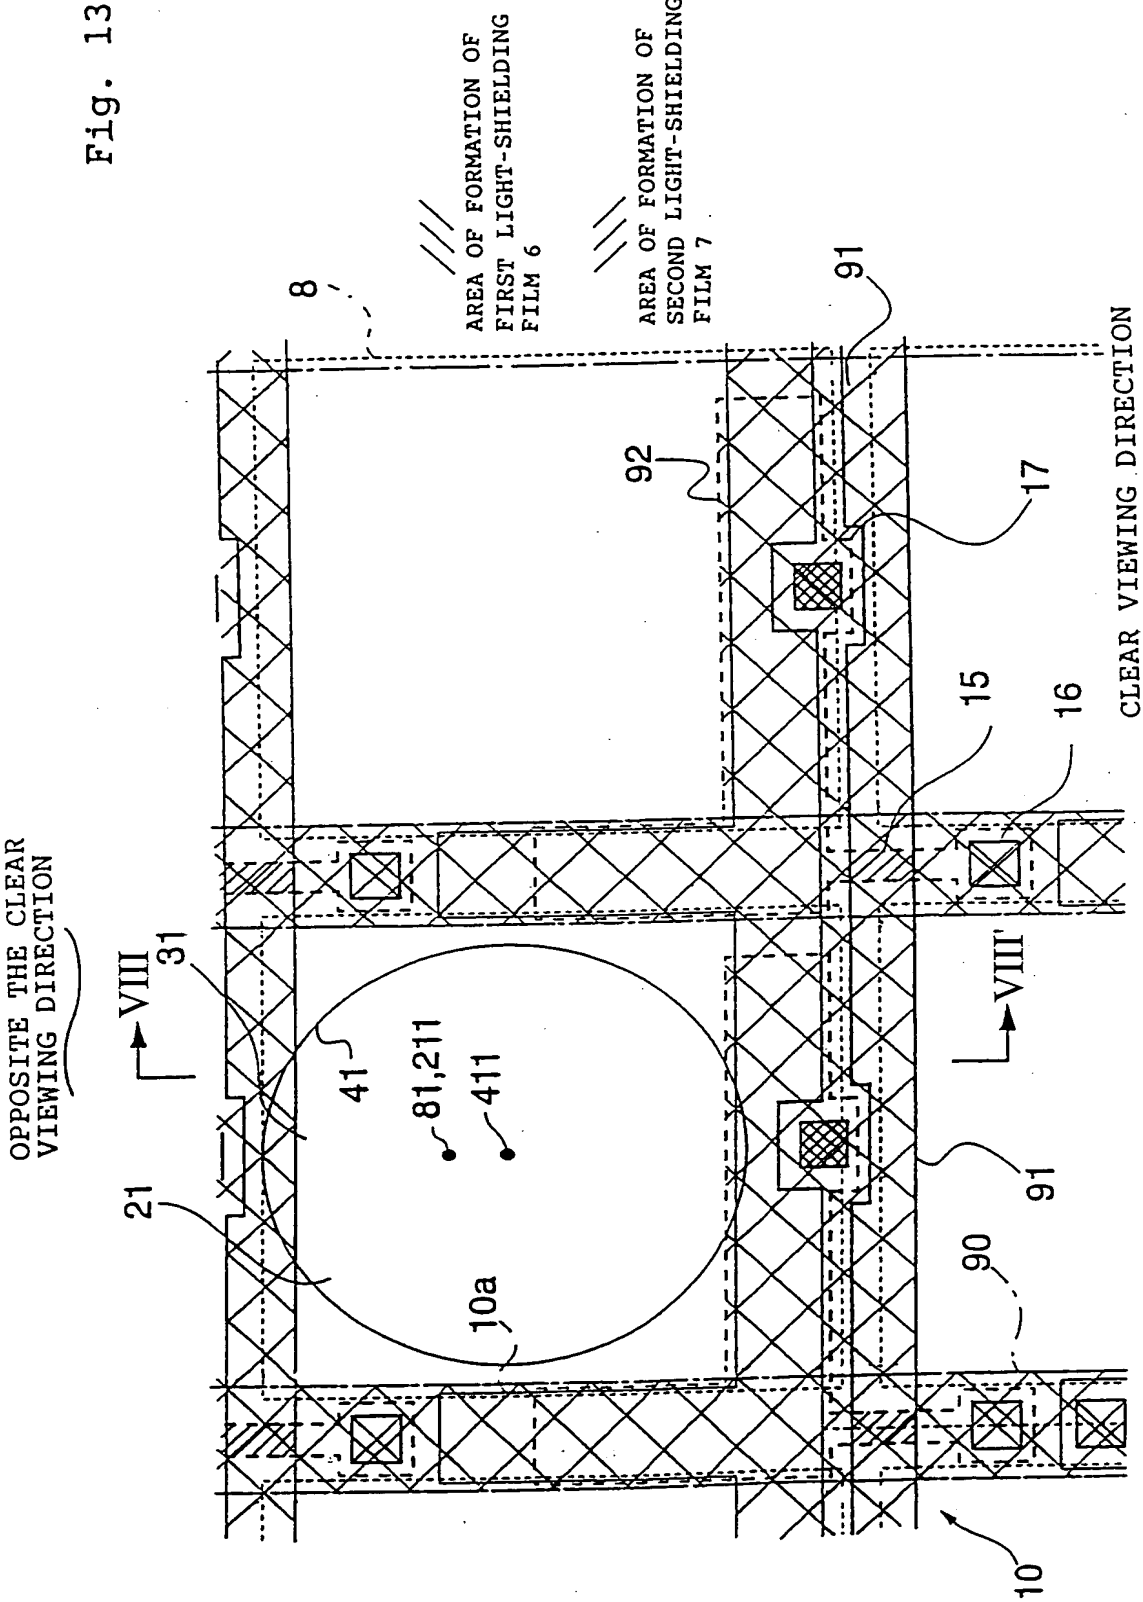 Fig. 13
AREA OF FORMATION OF
FIRST LIGHT-SHIELDING
FILM 6
AREA OF FORMATION OF
SECOND LIGHT-SHIELDING
FILM 7
OPPOSITE THE CLEAR
VIEWING DIRECTION
VIII
31
8
21
41
81,211
411
10a
92
91
17
15
16
VIII'
91
90
10
CLEAR VIEWING DIRECTION